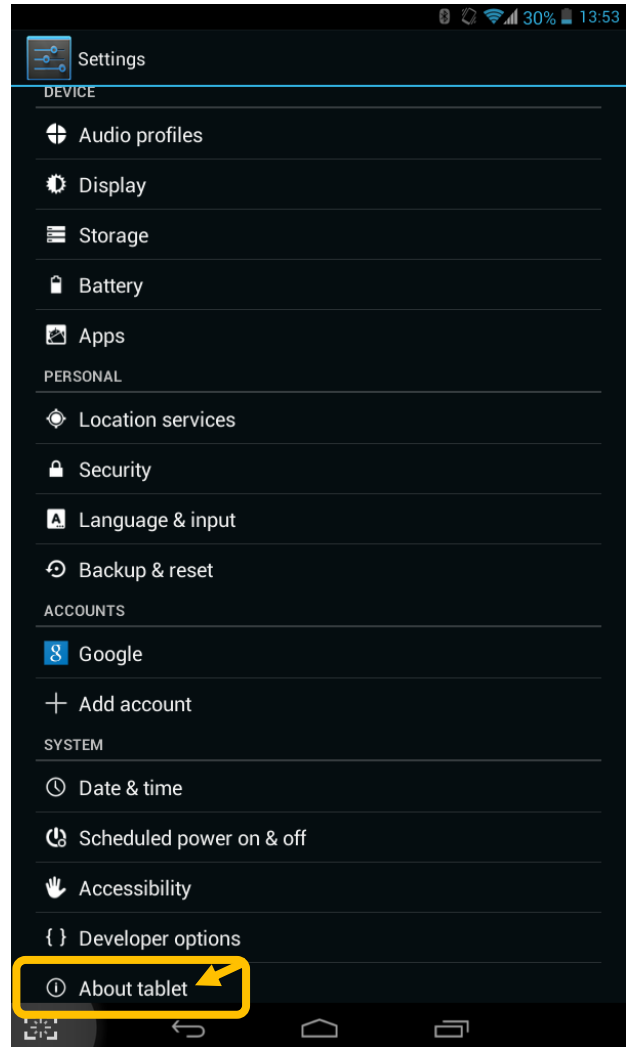 30% 13:53
Settings
DEVICE
Audio profiles
Display
Storage
Battery
Apps
PERSONAL
Location services
Security
A
Language & input
Backup & reset
ACCOUNTS
8 Google
Add account
SYSTEM
Date & time
Scheduled power on & off
Accessibility
{ } Developer options
About tablet